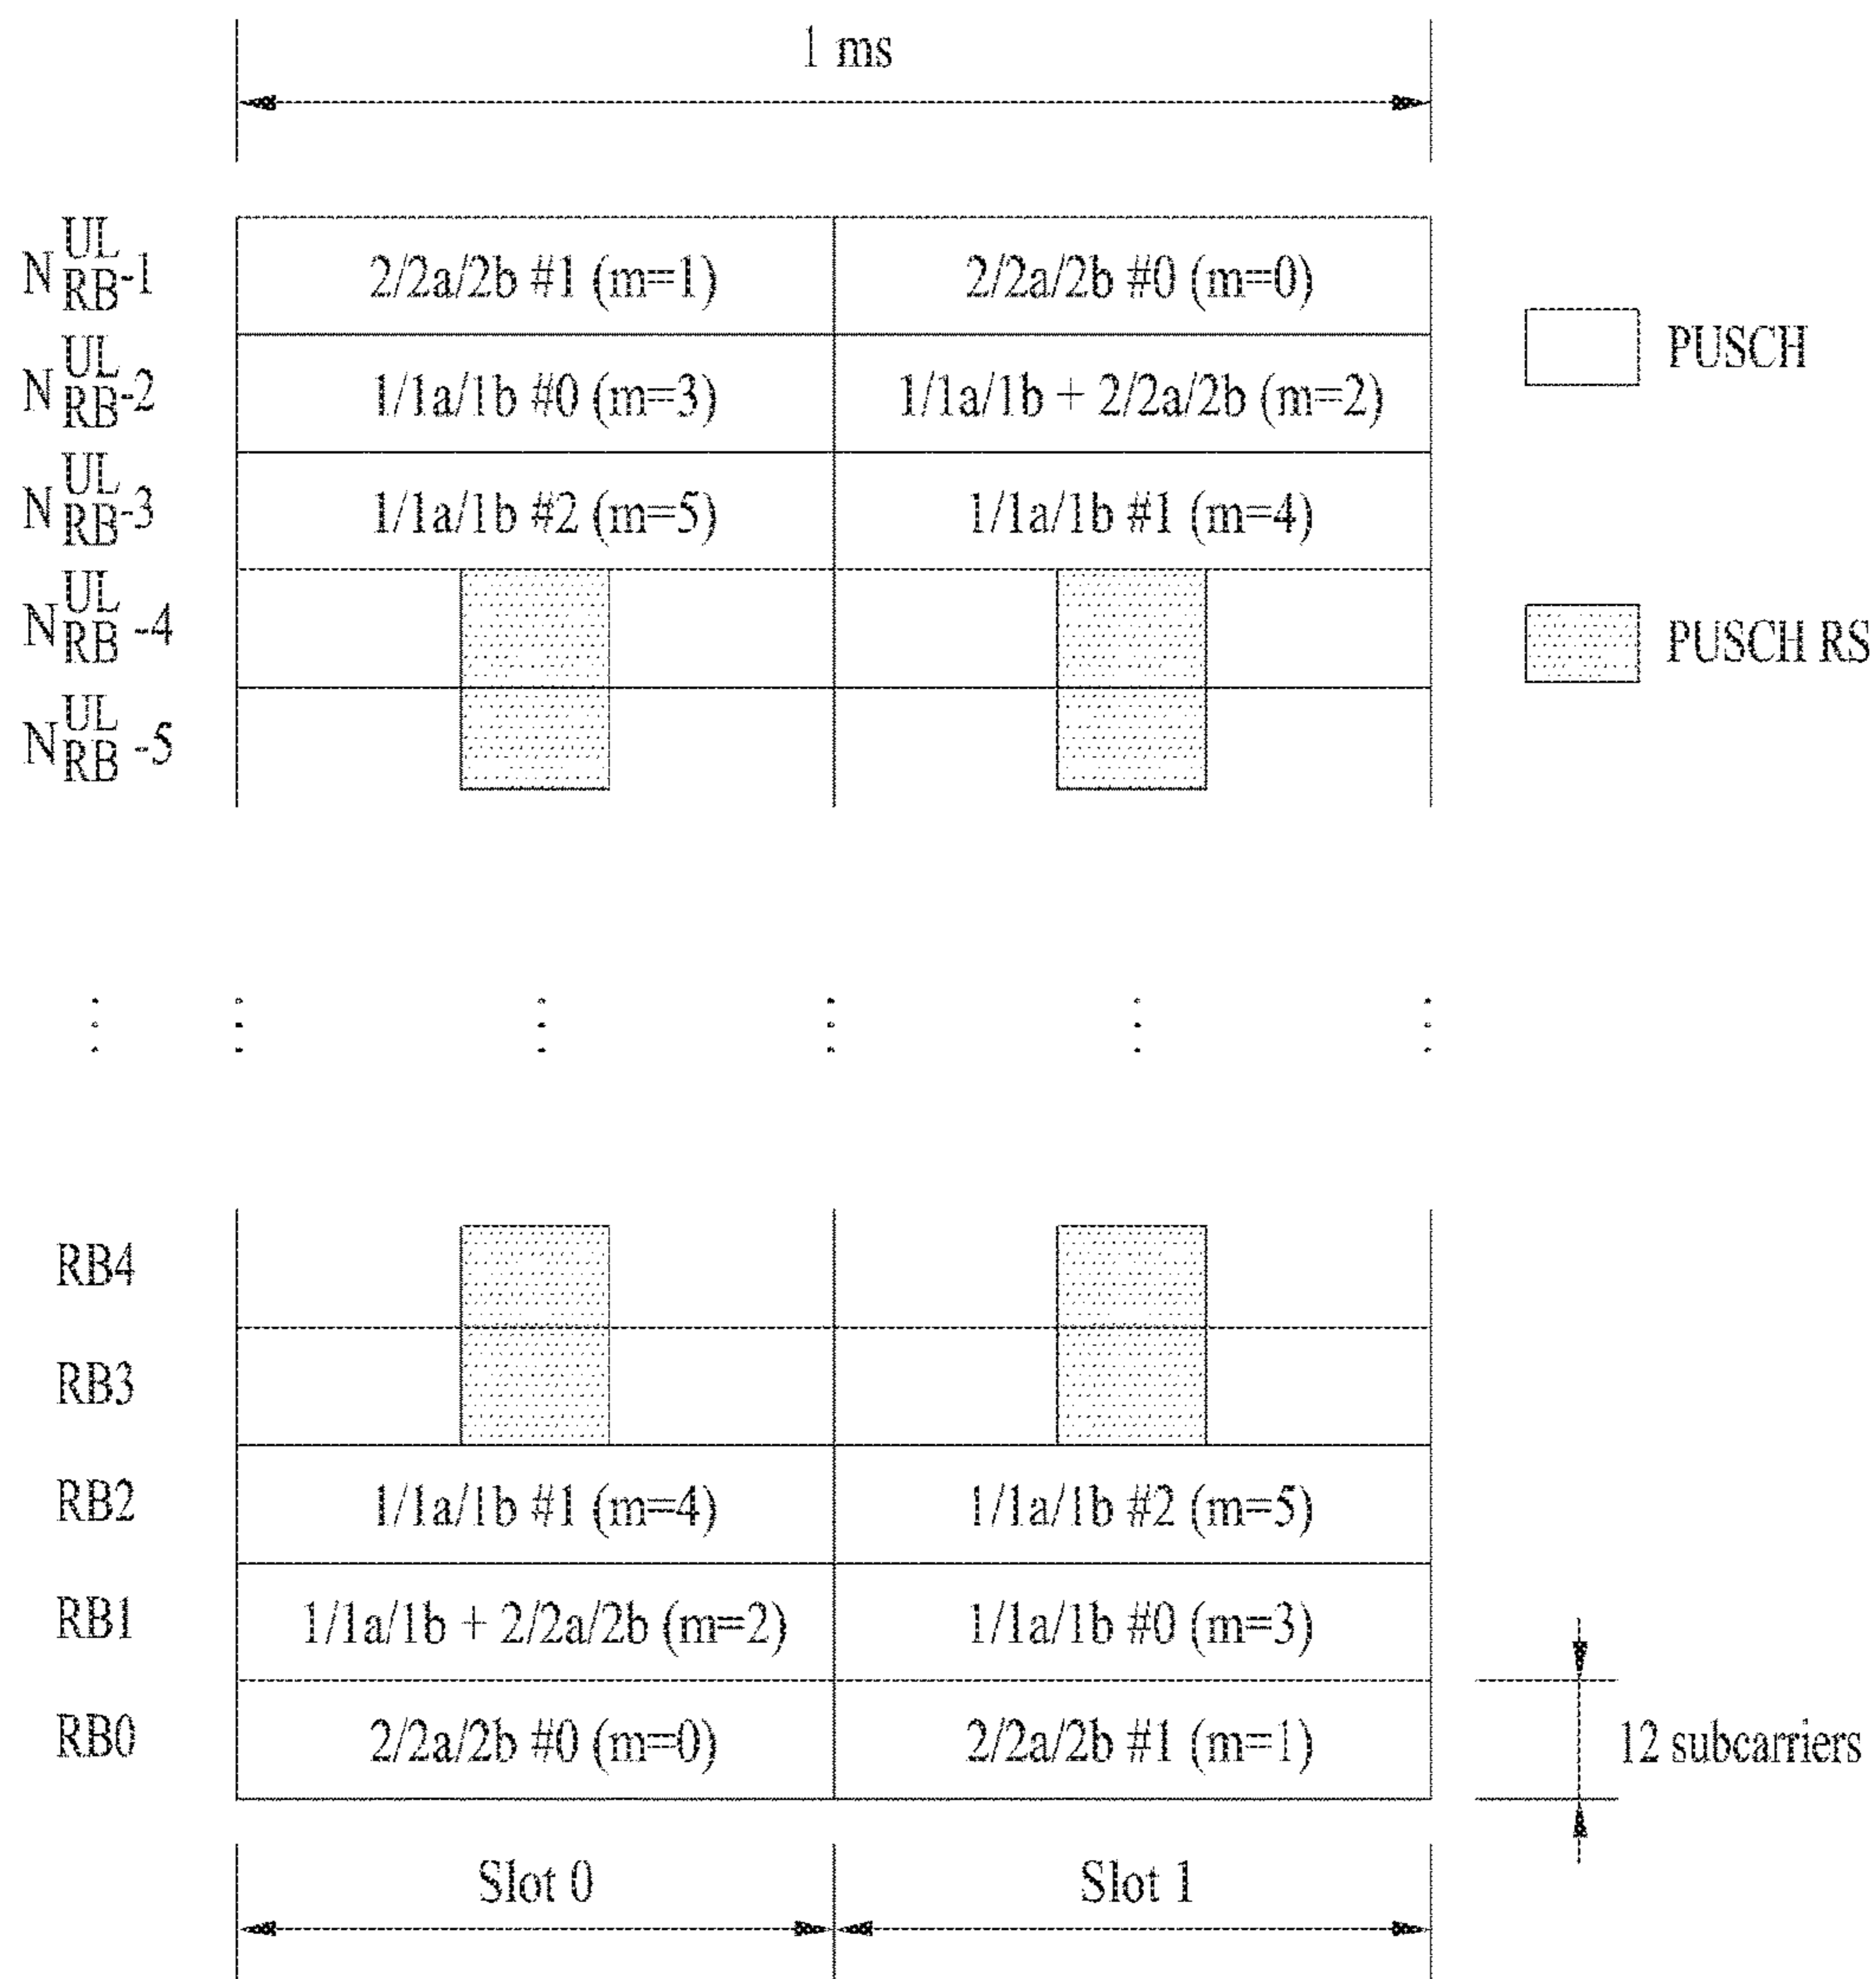 1 ms
N UL RB -1 2/2a/2b #1 (m=1) 2/2a/2b #0 (m=0)
N UL RB -2 1/1a/1b #0 (m=3) 1/1a/1b + 2/2a/2b (m=2)
N UL RB -3 1/1a/1b #2 (m=5) 1/1a/1b #1 (m=4)
N UL RB -4
N UL RB -5
PUSCH
PUSCH RS
RB4
RB3
RB2 1/1a/1b #1 (m=4) 1/1a/1b #2 (m=5)
RB1 1/1a/1b + 2/2a/2b (m=2) 1/1a/1b #0 (m=3)
RB0 2/2a/2b #0 (m=0) 2/2a/2b #1 (m=1)
12 subcarriers
Slot 0 Slot 1